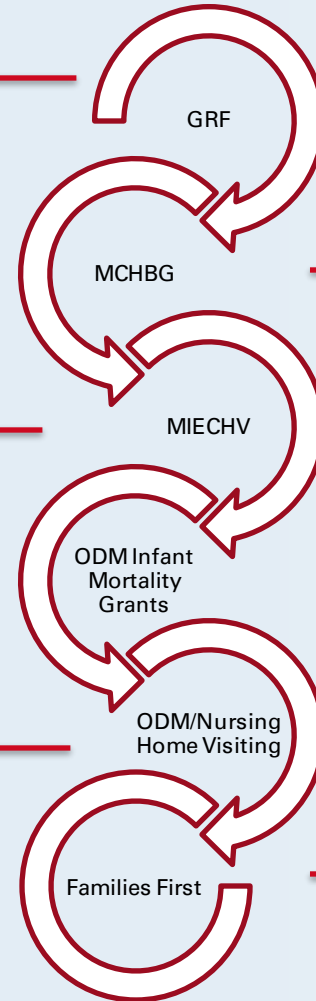 GRF
MCHBG
MIECHV
ODM Infant
Mortality
Grants
ODM/Nursing
Home Visiting
Families First